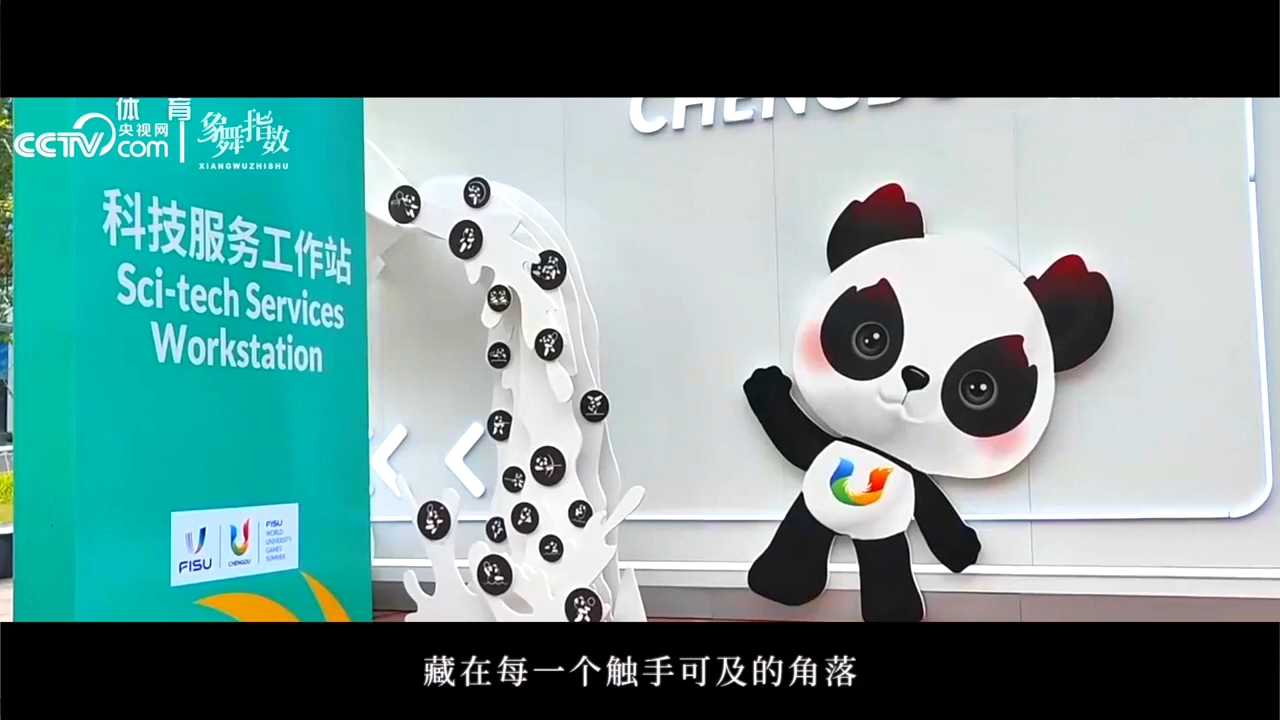 体育
CCTV 央视网
com
象舞指数
XIANGWUZHISHU
科技服务工作站
Sci-tech Services
Workstation
FISU
CHENGDU
FISU
WORLD
UNIVERSITY
GAMES
SUMMER
藏在每一个触手可及的角落